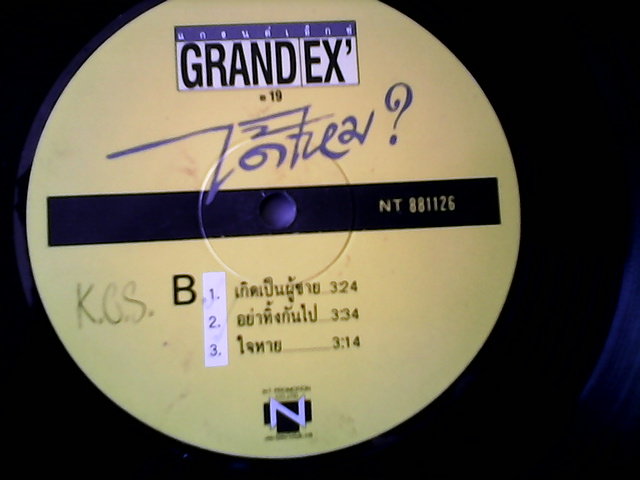 แกรนด์เอ็กซ์
GRAND EX'
=19
ได้ไหม?
NT 881126
K.C.S.
B
1. เกิดเป็นผู้ชาย 3:24
2. อย่าทิ้งกันไป 3:34
3. ใจหาย 3:14
NT PROMOTION
N